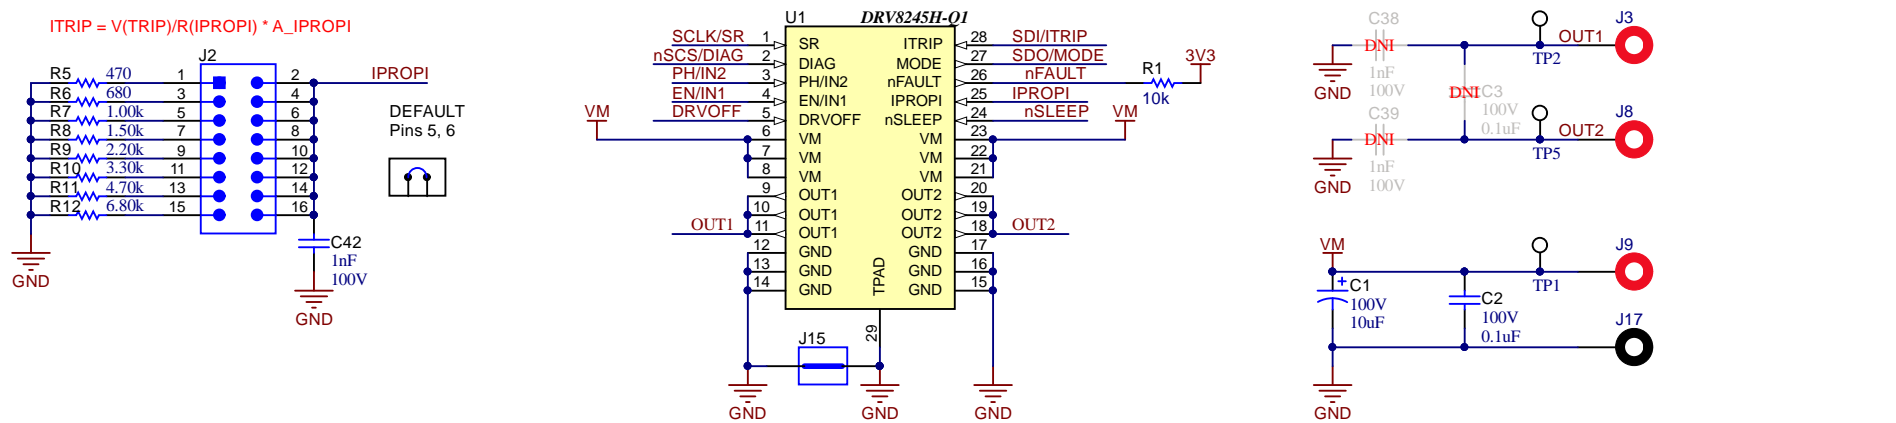 ITRIP = V(TRIP)/R(IPROPI) * A_IPROPI
J2
R5 470 1 2 IPROPI
R6 680 3 4
R7 1.00k 5 6
R8 1.50k 7 8
R9 2.20k 9 10
R10 3.30k 11 12
R11 4.70k 13 14
R12 6.80k 15 16
DEFAULT
Pins 5, 6
C42
1nF
100V
GND
GND
U1 DRV8245H-Q1
SCLK/SR 1 SR ITRIP 28 SDI/ITRIP
nSCS/DIAG 2 DIAG MODE 27 SDO/MODE
PH/IN2 3 PH/IN2 nFAULT 26 nFAULT
EN/IN1 4 EN/IN1 IPROPI 25 IPROPI
DRVOFF 5 DRVOFF nSLEEP 24 nSLEEP
VM 6 VM VM 23 VM
7 VM VM 22
8 VM VM 21
9 OUT1 OUT2 20
10 OUT1 OUT2 19
OUT1 11 OUT1 OUT2 18 OUT2
12 GND GND 17
13 GND GND 16
14 GND GND 15
TPAD
29
R1
10k
3V3
J15
GND
GND
GND
C38
DNI
1nF
100V
GND
OUT1
TP2
J3
DNI
C3
100V
0.1uF
C39
DNI
1nF
100V
GND
OUT2
TP5
J8
VM
+
C1
100V
10uF
C2
100V
0.1uF
TP1
J9
J17
GND